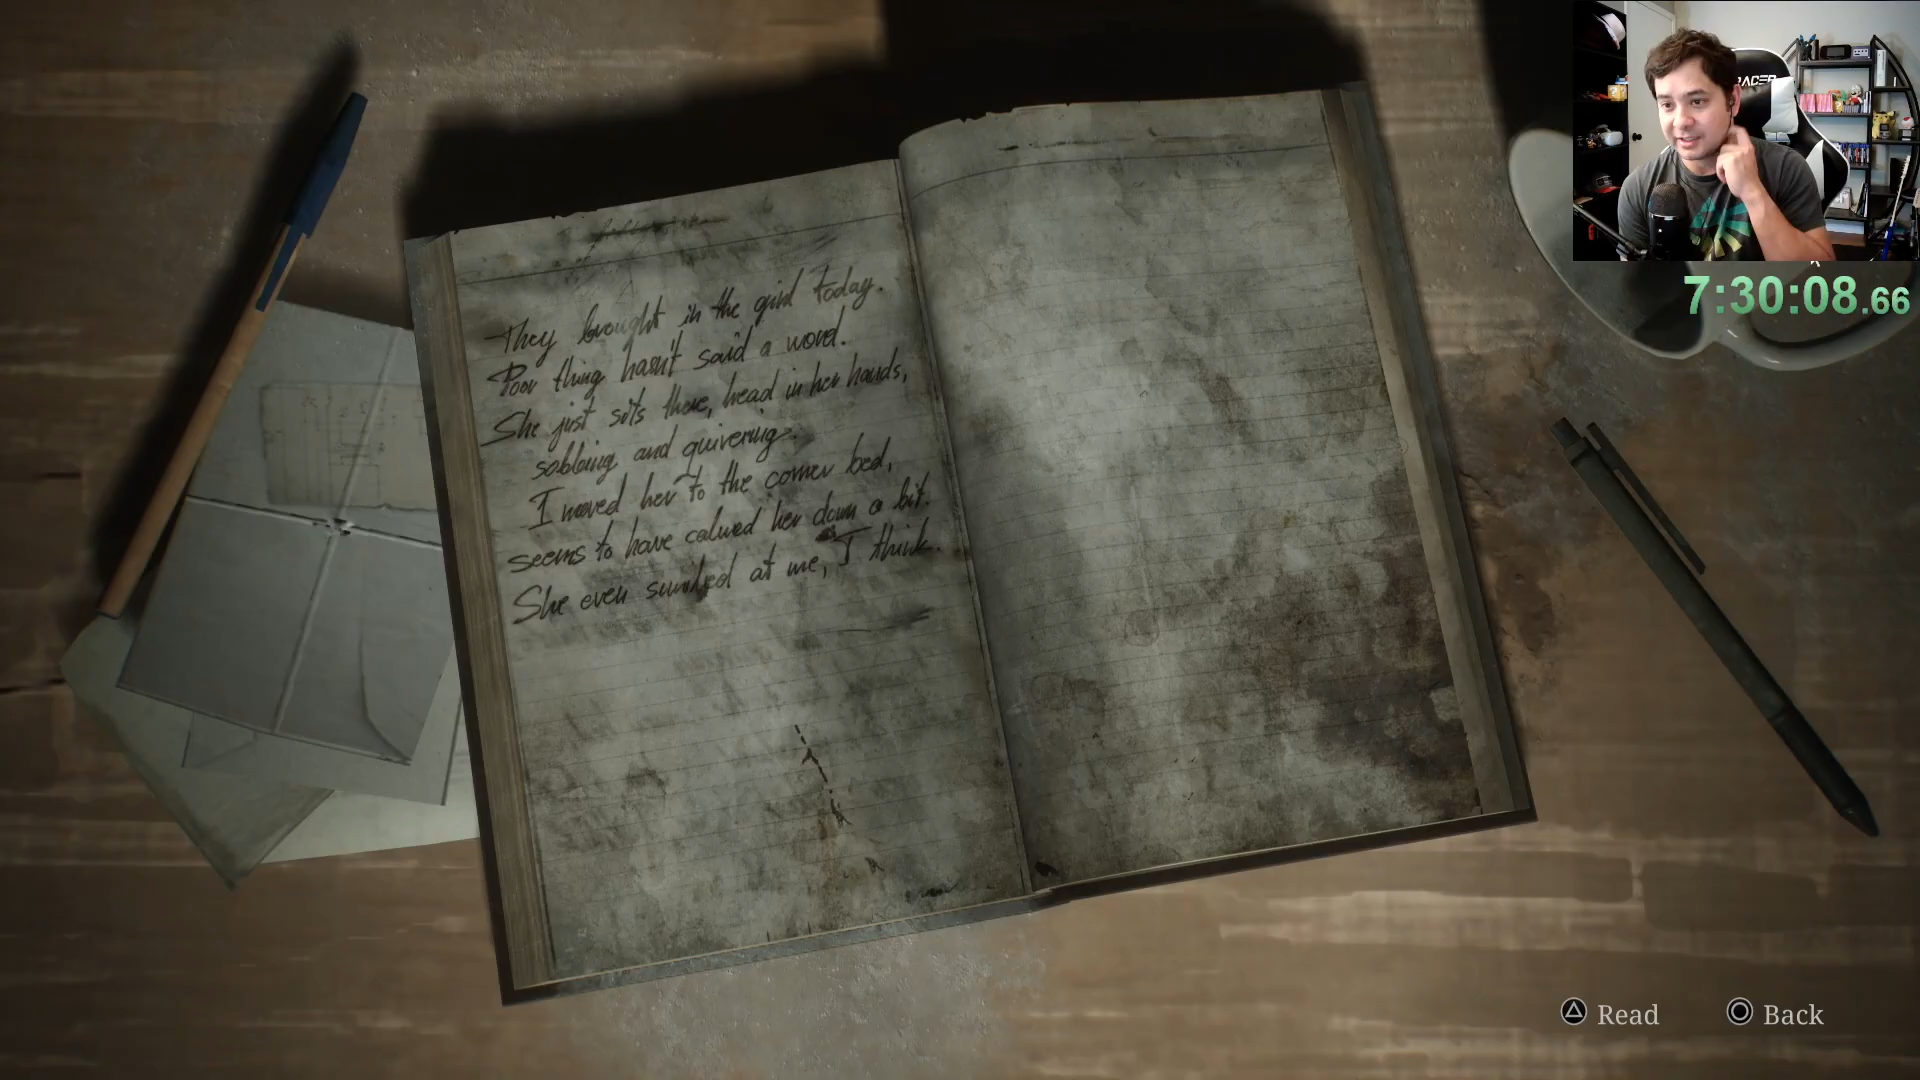 They brought in the girl today.
Poor thing hasn't said a word.
She just sits there, head in her hands,
sobbing and quivering.
I moved her to the corner bed,
seems to have calmed her down a bit.
She even smiled at me, I think.
RACER
7:30:08.66
Read
Back